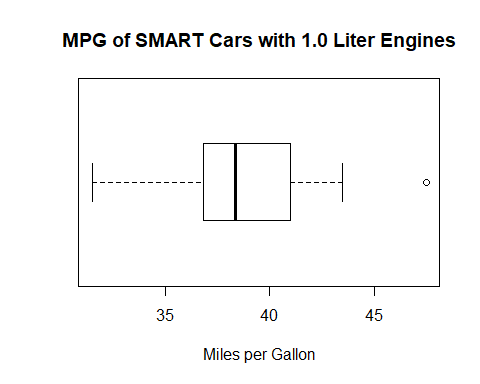 MPG of SMART Cars with 1.0 Liter Engines
35 40 45
Miles per Gallon